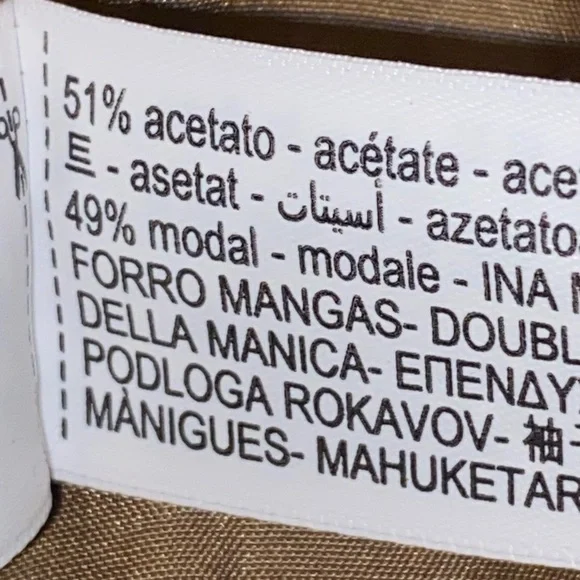 51% acetato - acétate - ace
트 - asetat - أسيتات - azetato
49% modal - modale - INA
FORRO MANGAS- DOUBL
DELLA MANICA- ΕΠΕΝΔΥ
PODLOGA ROKAVOV- 袖
MÀNIGUES- MAHUKETAR